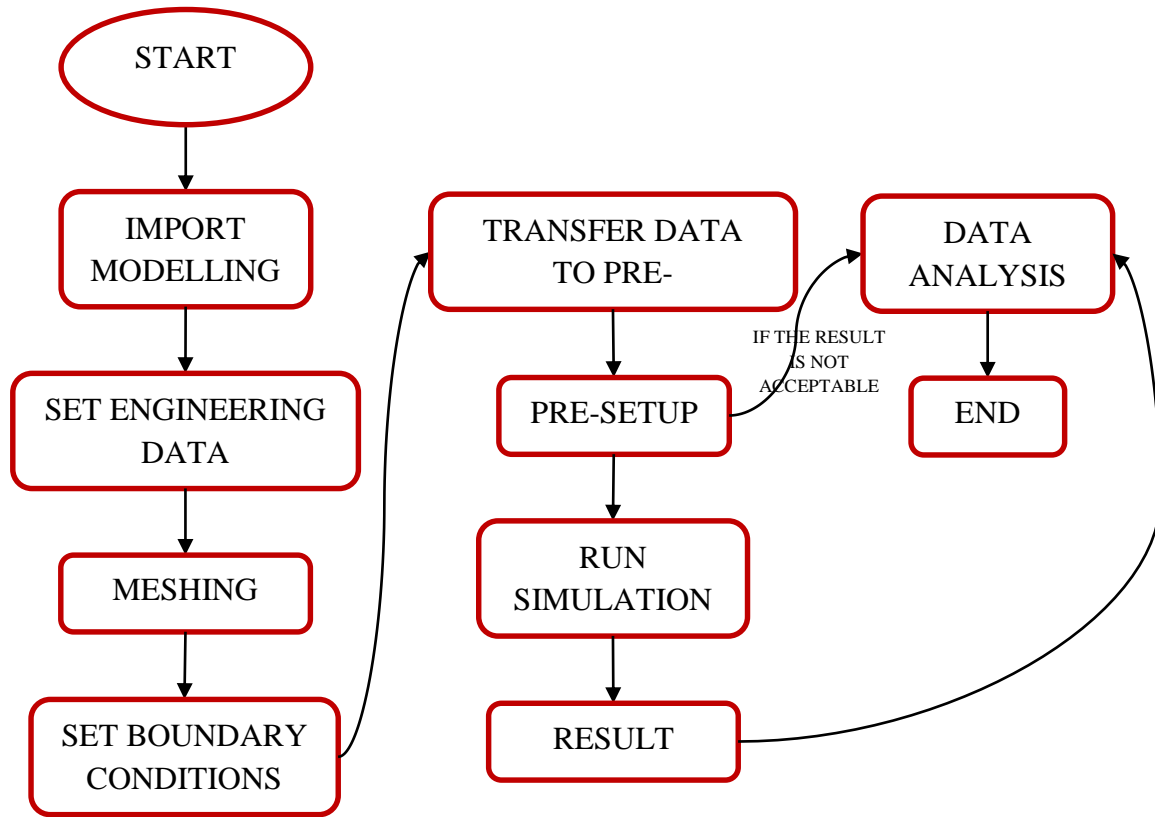 START
IMPORT
MODELLING
SET ENGINEERING
DATA
MESHING
SET BOUNDARY
CONDITIONS
TRANSFER DATA
TO PRE-
PRE-SETUP
RUN
SIMULATION
RESULT
IF THE RESULT
IS NOT
ACCEPTABLE
DATA
ANALYSIS
END